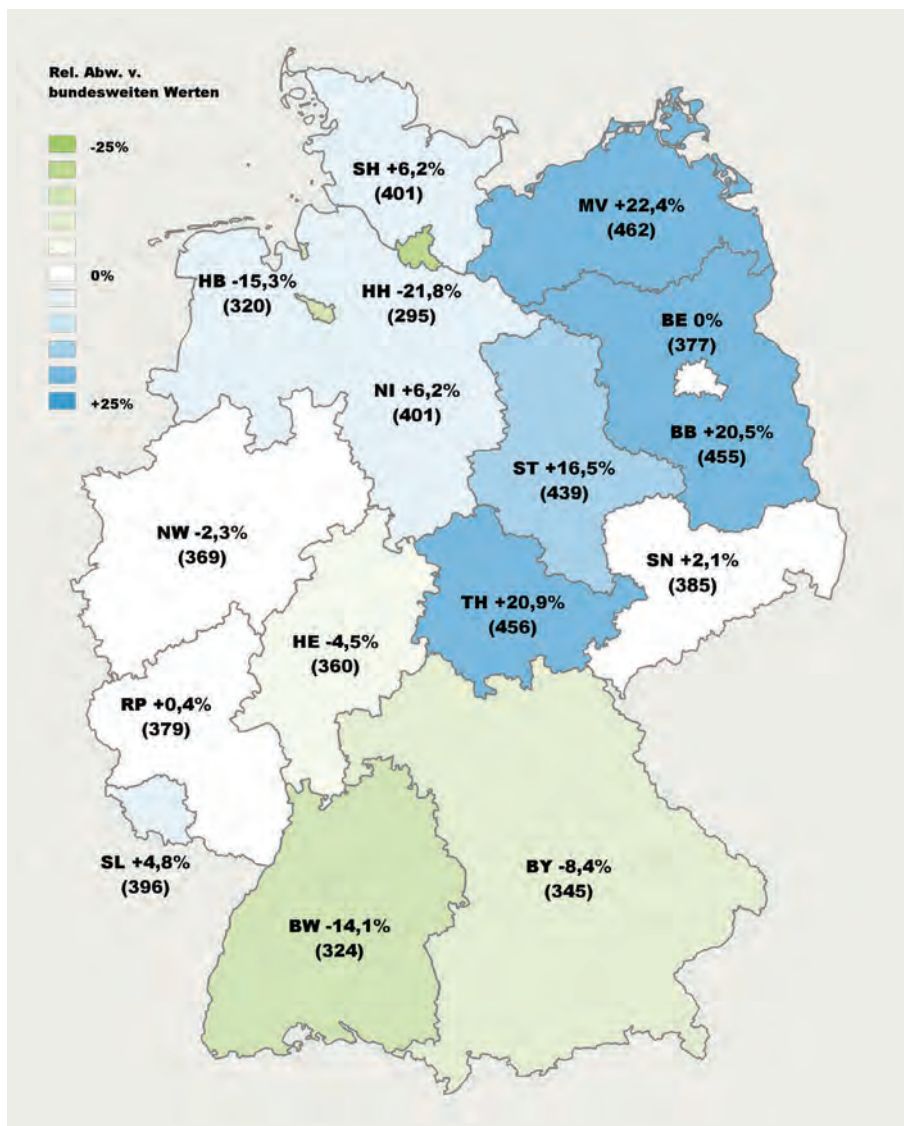 Rel. Abw. v.
bundesweiten Werten
-25%
0%
+25%
SH +6,2%
(401)
MV +22,4%
(462)
HB -15,3%
(320)
HH -21,8%
(295)
BE 0%
(377)
NI +6,2%
(401)
BB +20,5%
(455)
ST +16,5%
(439)
NW -2,3%
(369)
SN +2,1%
(385)
TH +20,9%
(456)
HE -4,5%
(360)
RP +0,4%
(379)
SL +4,8%
(396)
BY -8,4%
(345)
BW -14,1%
(324)